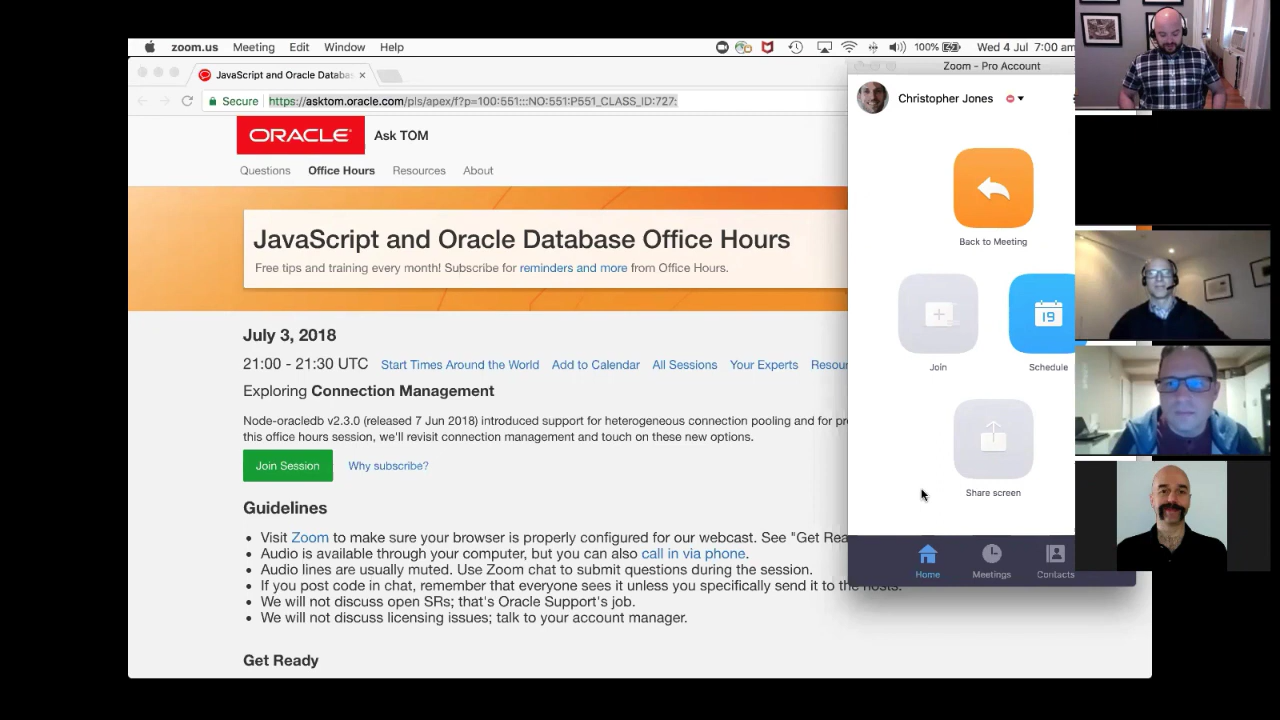 zoom.us Meeting Edit Window Help 100% Wed 4 Jul 7:00 am
JavaScript and Oracle Databa
Secure https://asktom.oracle.com/pls/apex/f?p=100:551:::NO:551:P551_CLASS_ID:727:
ORACLE Ask TOM
Questions Office Hours Resources About
JavaScript and Oracle Database Office Hours
Free tips and training every month! Subscribe for reminders and more from Office Hours.
July 3, 2018
21:00 - 21:30 UTC Start Times Around the World Add to Calendar All Sessions Your Experts Resour
Exploring Connection Management
Node-oracledb v2.3.0 (released 7 Jun 2018) introduced support for heterogeneous connection pooling and for pr
this office hours session, we'll revisit connection management and touch on these new options.
Join Session Why subscribe?
Guidelines
• Visit Zoom to make sure your browser is properly configured for our webcast. See "Get Rea
• Audio is available through your computer, but you can also call in via phone.
• Audio lines are usually muted. Use Zoom chat to submit questions during the session.
• If you post code in chat, remember that everyone sees it unless you specifically send it to the hosts.
• We will not discuss open SRs; that's Oracle Support's job.
• We will not discuss licensing issues; talk to your account manager.
Get Ready
Zoom - Pro Account
Christopher Jones
Back to Meeting
19
Join Schedule
Share screen
Home Meetings Contacts